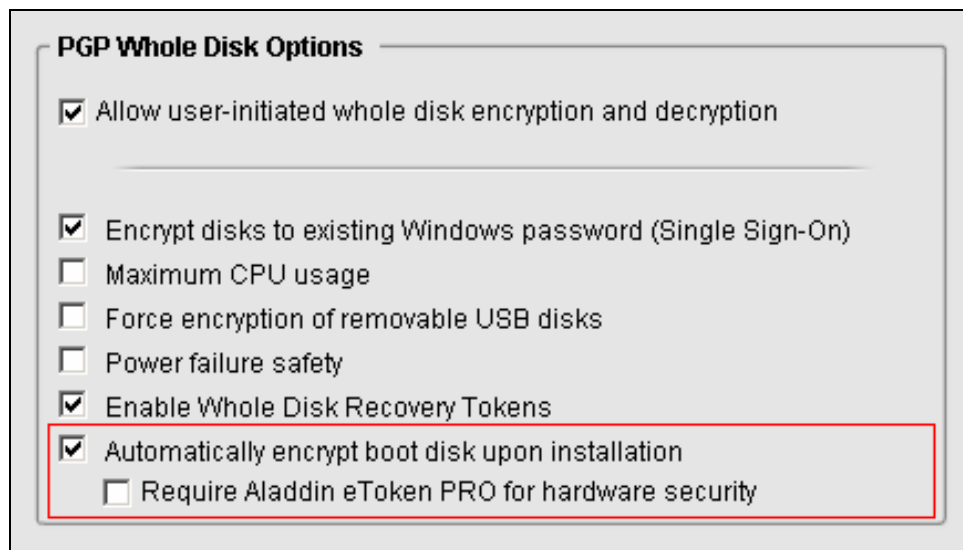 PGP Whole Disk Options
Allow user-initiated whole disk encryption and decryption
Encrypt disks to existing Windows password (Single Sign-On)
Maximum CPU usage
Force encryption of removable USB disks
Power failure safety
Enable Whole Disk Recovery Tokens
Automatically encrypt boot disk upon installation
Require Aladdin eToken PRO for hardware security